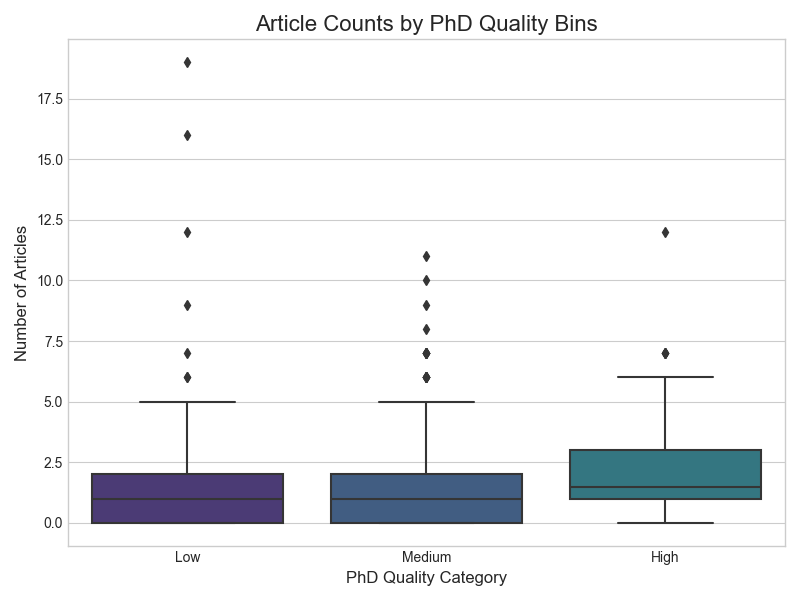 Article Counts by PhD Quality Bins
Number of Articles
17.5
15.0
12.5
10.0
7.5
5.0
2.5
0.0
Low Medium High
PhD Quality Category